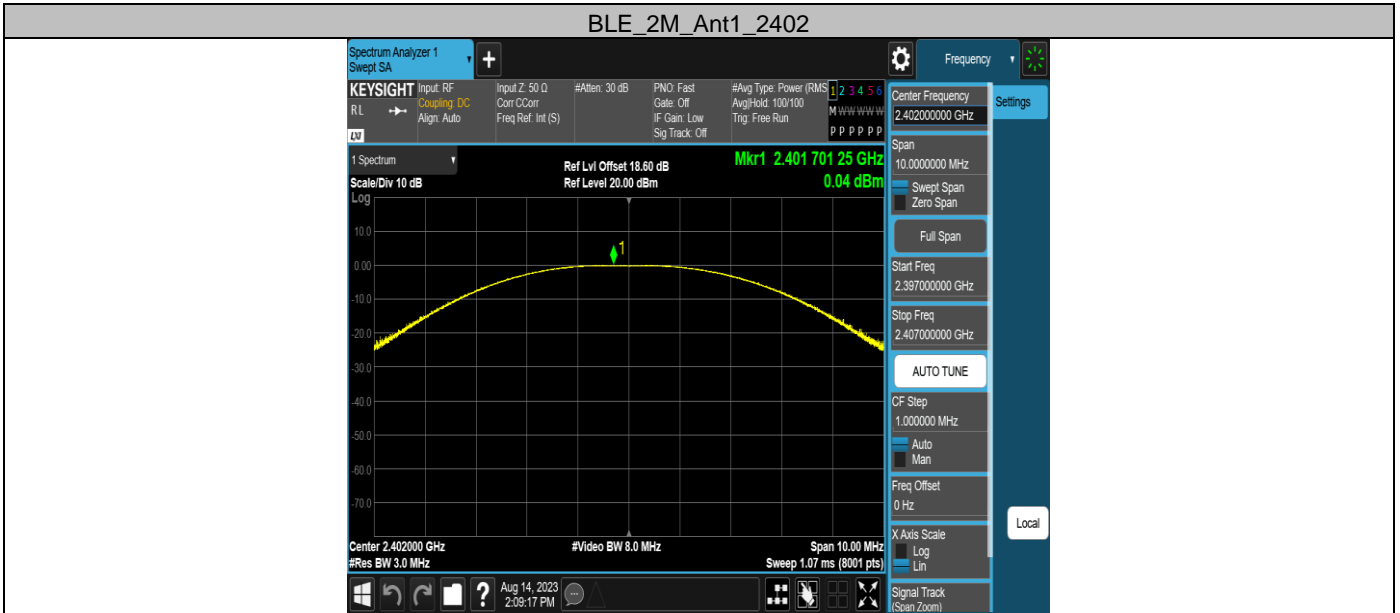 BLE_2M_Ant1_2402
Spectrum Analyzer 1
Swept SA
+
Frequency
KEYSIGHT
RL
LXI
Input: RF
Coupling: DC
Align: Auto
Input Z: 50 Ω
Corr CCorr
Freq Ref: Int (S)
#Atten: 30 dB
PNO: Fast
Gate: Off
IF Gain: Low
Sig Track: Off
#Avg Type: Power (RMS
Avg|Hold: 100/100
Trig: Free Run
1 2 3 4 5 6
M W W W W W
P P P P P P
1 Spectrum
Scale/Div 10 dB
Ref Lvl Offset 18.60 dB
Ref Level 20.00 dBm
Mkr1 2.401 701 25 GHz
0.04 dBm
Log
10.0
0.00
-10.0
-20.0
-30.0
-40.0
-50.0
-60.0
-70.0
1
Center 2.402000 GHz
#Res BW 3.0 MHz
#Video BW 8.0 MHz
Span 10.00 MHz
Sweep 1.07 ms (8001 pts)
?
Aug 14, 2023
2:09:17 PM
Center Frequency
2.402000000 GHz
Span
10.0000000 MHz
Swept Span
Zero Span
Full Span
Start Freq
2.397000000 GHz
Stop Freq
2.407000000 GHz
AUTO TUNE
CF Step
1.000000 MHz
Auto
Man
Freq Offset
0 Hz
X Axis Scale
Log
Lin
Signal Track
(Span Zoom)
Settings
Local